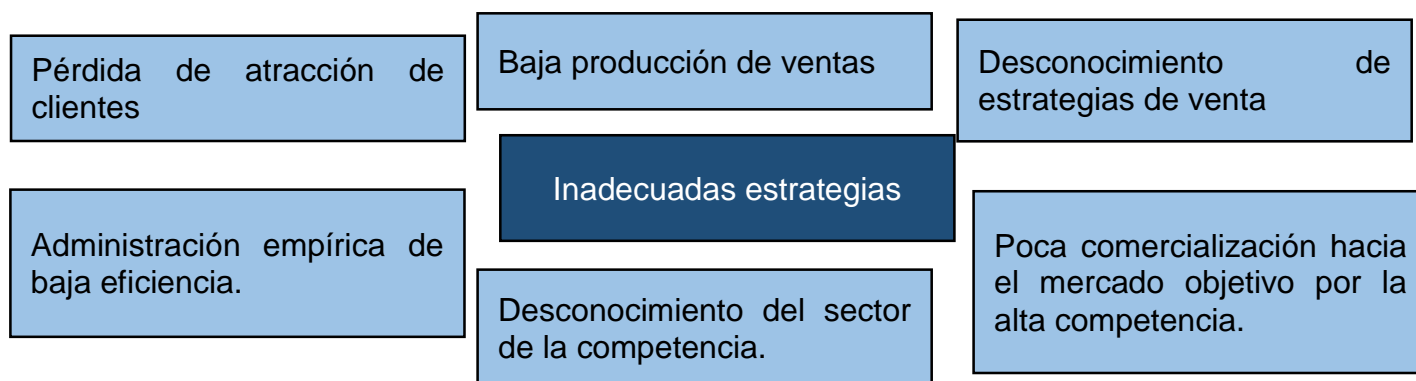 Pérdida de atracción de
clientes
Baja producción de ventas
Desconocimiento de
estrategias de venta
Inadecuadas estrategias
Administración empírica de
baja eficiencia.
Desconocimiento del sector
de la competencia.
Poca comercialización hacia
el mercado objetivo por la
alta competencia.